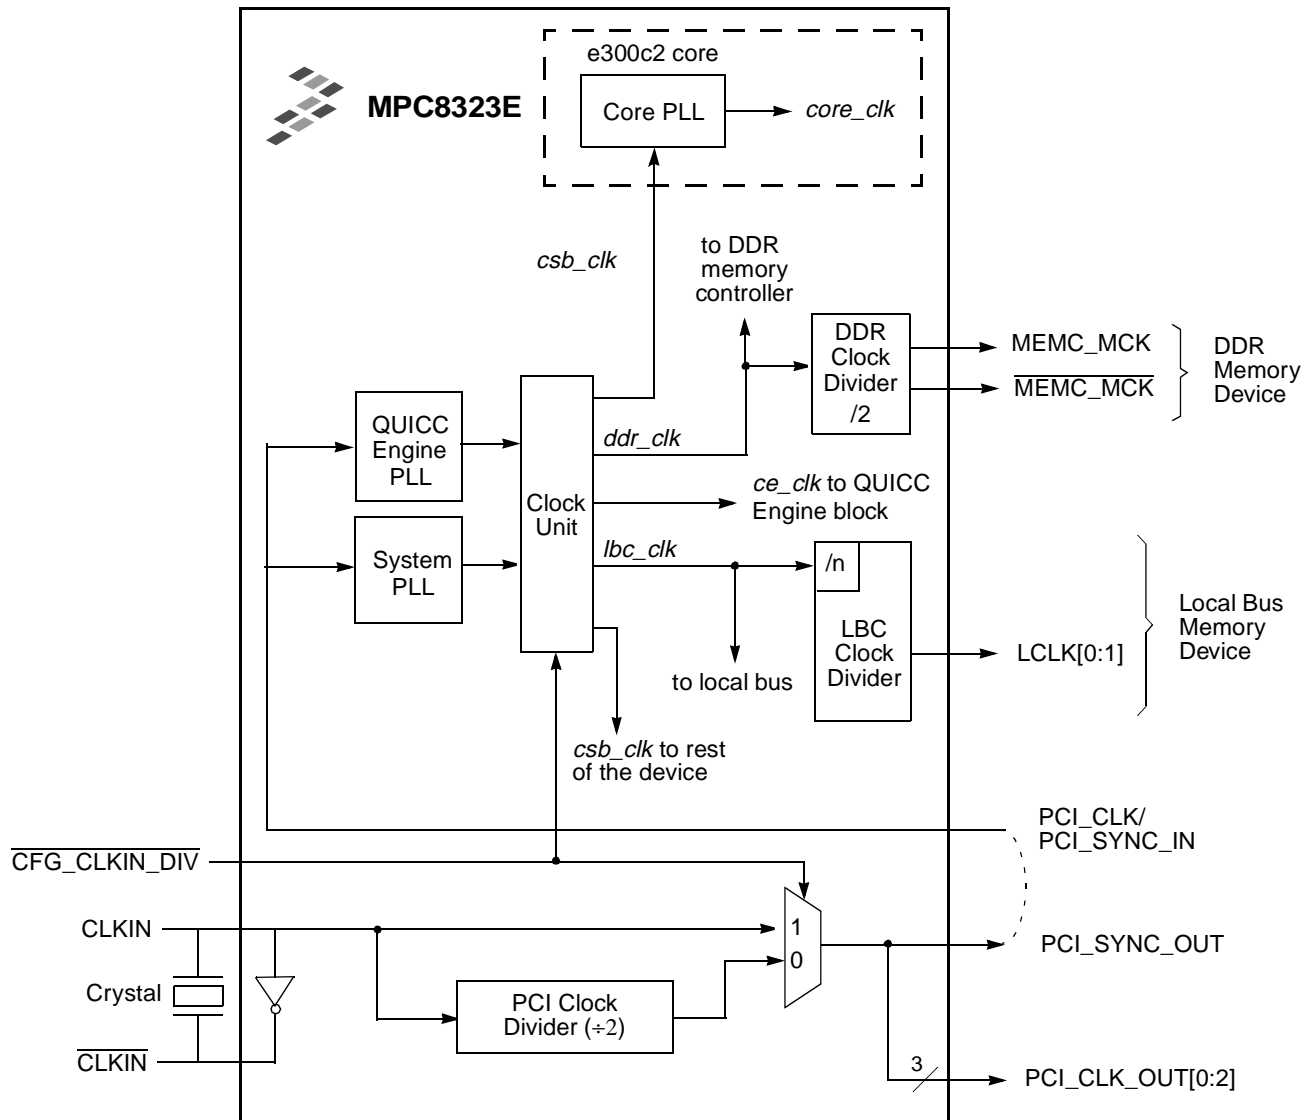 e300c2 core
MPC8323E
Core PLL
core_clk
csb_clk
to DDR
memory
controller
DDR
Clock
Divider
/2
MEMC_MCK
MEMC_MCK
DDR
Memory
Device
QUICC
Engine
PLL
ddr_clk
Clock
Unit
ce_clk to QUICC
Engine block
System
PLL
lbc_clk
/n
LBC
Clock
Divider
LCLK[0:1]
Local Bus
Memory
Device
to local bus
csb_clk to rest
of the device
PCI_CLK/
PCI_SYNC_IN
CFG_CLKIN_DIV
CLKIN
1
0
PCI_SYNC_OUT
Crystal
PCI Clock
Divider (÷2)
CLKIN
3
PCI_CLK_OUT[0:2]